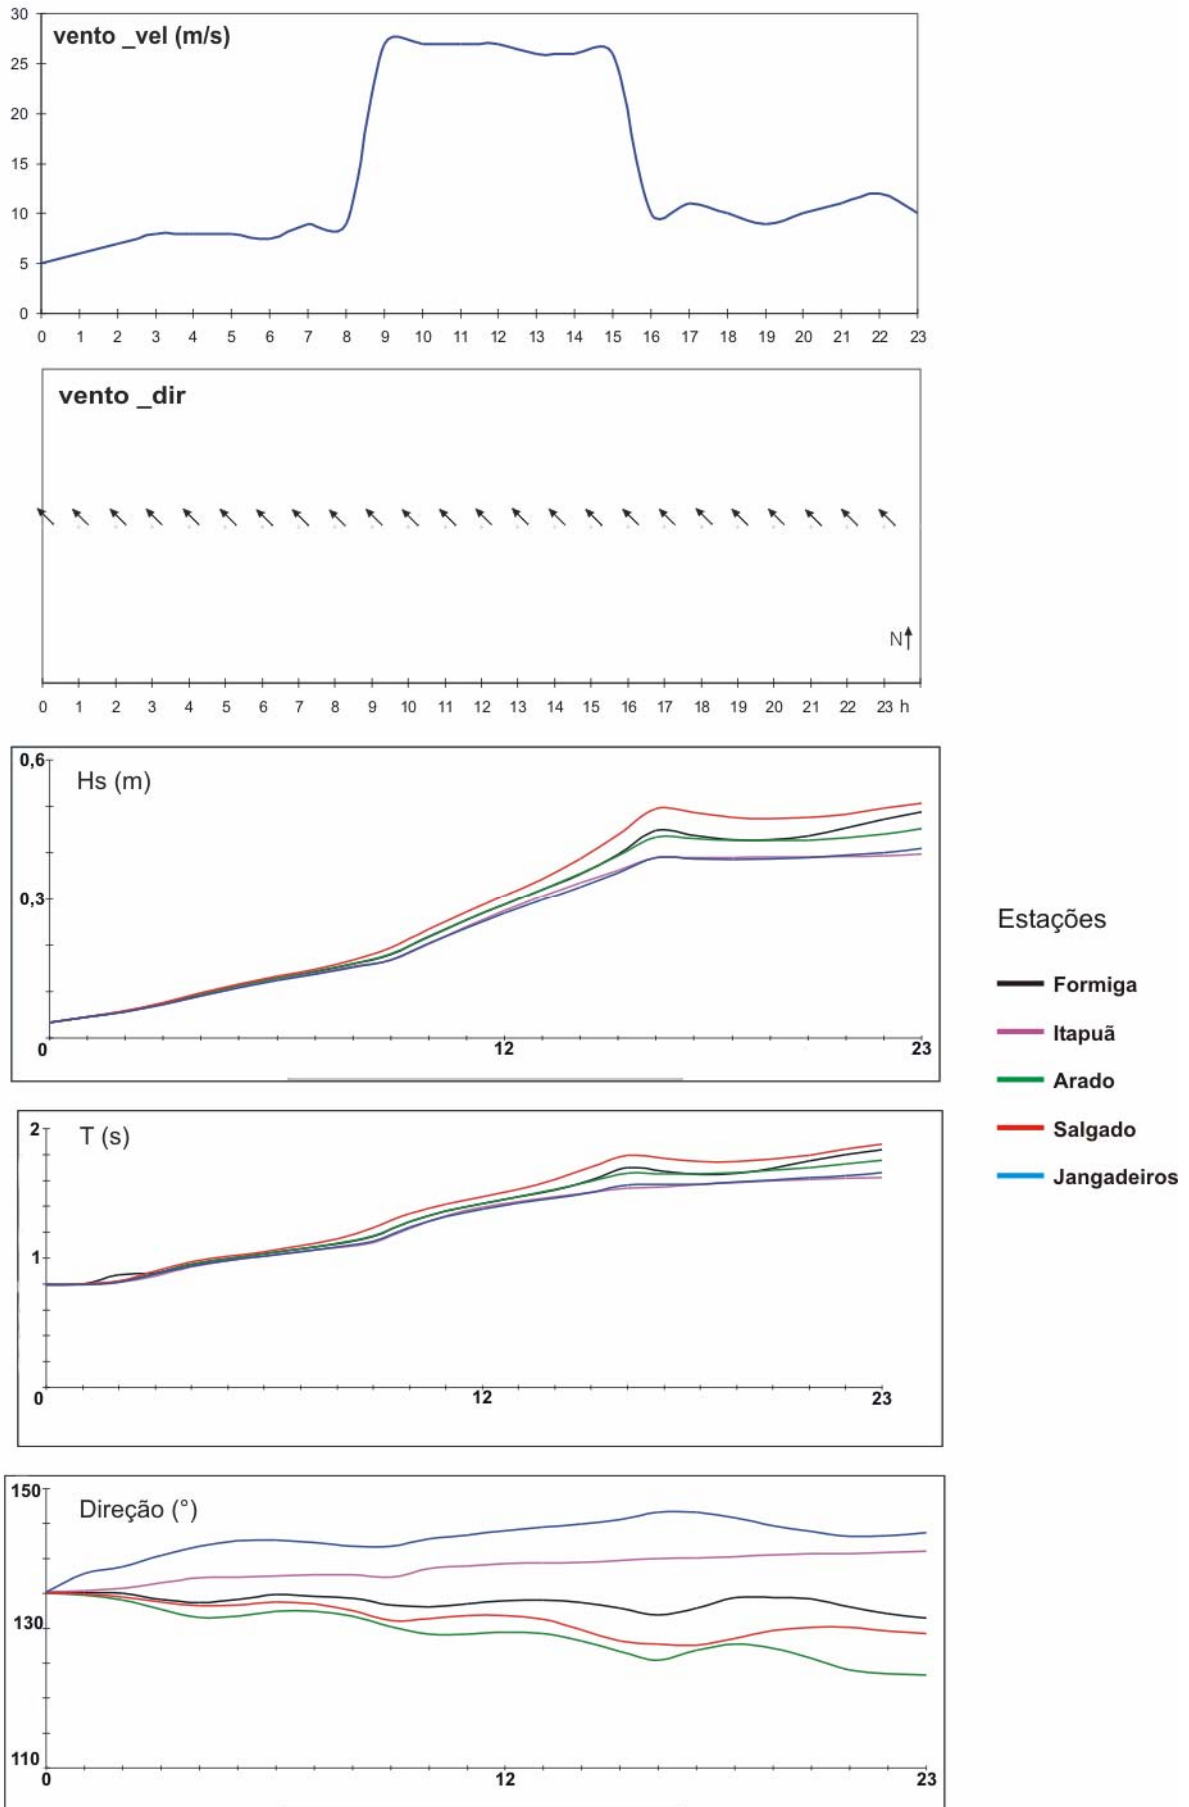 vento _vel (m/s)
30
25
20
15
10
5
0
0 1 2 3 4 5 6 7 8 9 10 11 12 13 14 15 16 17 18 19 20 21 22 23
vento _dir
N
0 1 2 3 4 5 6 7 8 9 10 11 12 13 14 15 16 17 18 19 20 21 22 23 h
0,6
Hs (m)
0,3
0 12 23
Estações
Formiga
Itapuã
Arado
Salgado
Jangadeiros
2
T (s)
1
0 12 23
150
Direção (°)
130
110
0 12 23